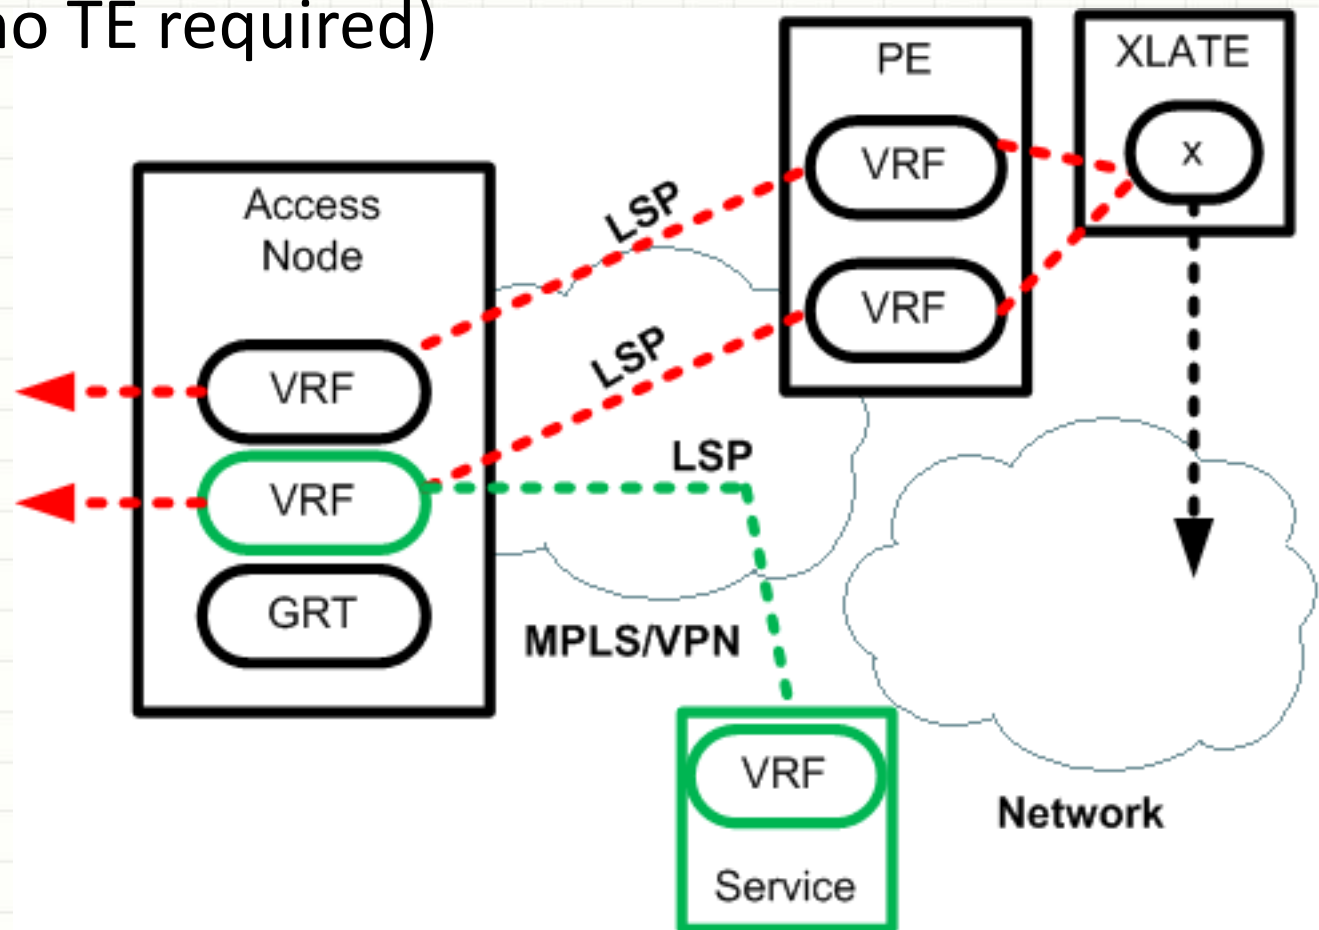 no TE required)
PE
XLATE
VRF
x
Access
Node
LSP
VRF
LSP
VRF
LSP
VRF
GRT
MPLS/VPN
VRF
Network
Service